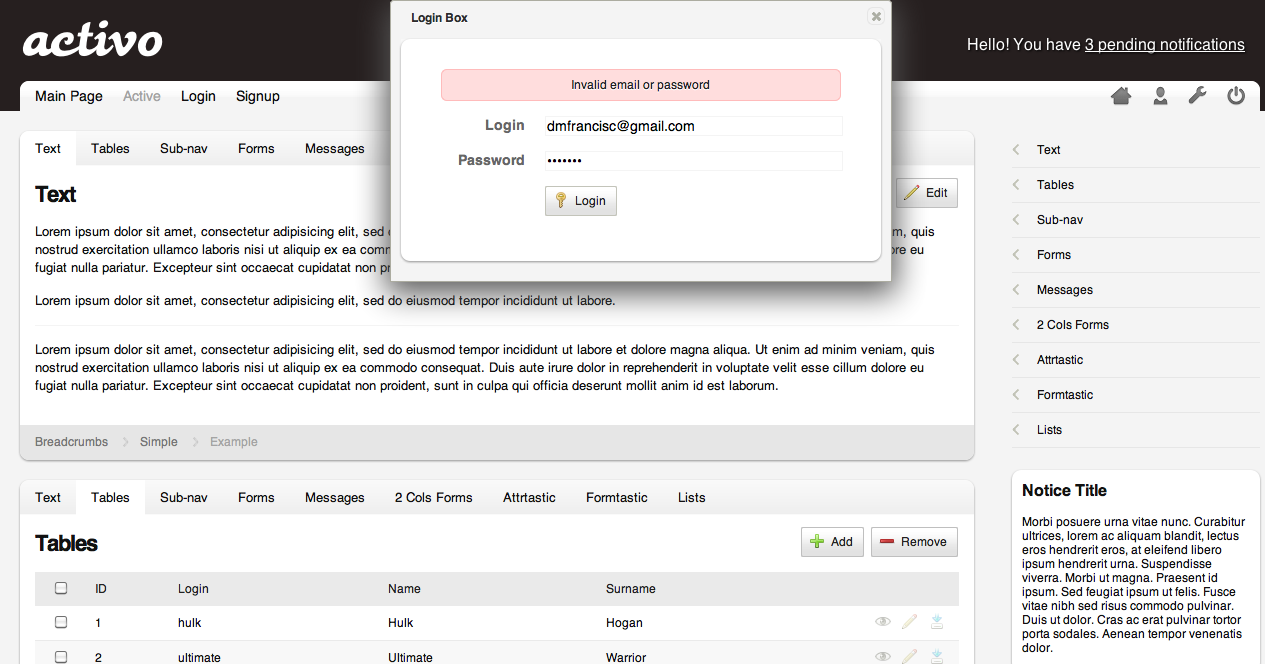 activo
Hello! You have 3 pending notifications
Main Page Active Login Signup
Login Box
Invalid email or password
Login dmfrancisc@gmail.com
Password •••••••
Login
Text Tables Sub-nav Forms Messages
Text
Edit
Lorem ipsum dolor sit amet, consectetur adipisicing elit, sed quis
nostrud exercitation ullamco laboris nisi ut aliquip ex ea eu
fugiat nulla pariatur. Excepteur sint occaecat cupidatat non
Lorem ipsum dolor sit amet, consectetur adipisicing elit, sed do eiusmod tempor incididunt ut labore.
Lorem ipsum dolor sit amet, consectetur adipisicing elit, sed do eiusmod tempor incididunt ut labore et dolore magna aliqua. Ut enim ad minim veniam, quis
nostrud exercitation ullamco laboris nisi ut aliquip ex ea commodo consequat. Duis aute irure dolor in reprehenderit in voluptate velit esse cillum dolore eu
fugiat nulla pariatur. Excepteur sint occaecat cupidatat non proident, sunt in culpa qui officia deserunt mollit anim id est laborum.
Breadcrumbs Simple Example
Text Tables Sub-nav Forms Messages 2 Cols Forms Attrtastic Formtastic Lists
Tables
Add Remove
ID Login Name Surname
1 hulk Hulk Hogan
2 ultimate Ultimate Warrior
Text
Tables
Sub-nav
Forms
Messages
2 Cols Forms
Attrtastic
Formtastic
Lists
Notice Title
Morbi posuere urna vitae nunc. Curabitur
ultrices, lorem ac aliquam blandit, lectus
eros hendrerit eros, at eleifend libero
ipsum hendrerit urna. Suspendisse
viverra. Morbi ut magna. Praesent id
ipsum. Sed feugiat ipsum ut felis. Fusce
vitae nibh sed risus commodo pulvinar.
Duis ut dolor. Cras ac erat pulvinar tortor
porta sodales. Aenean tempor venenatis
dolor.